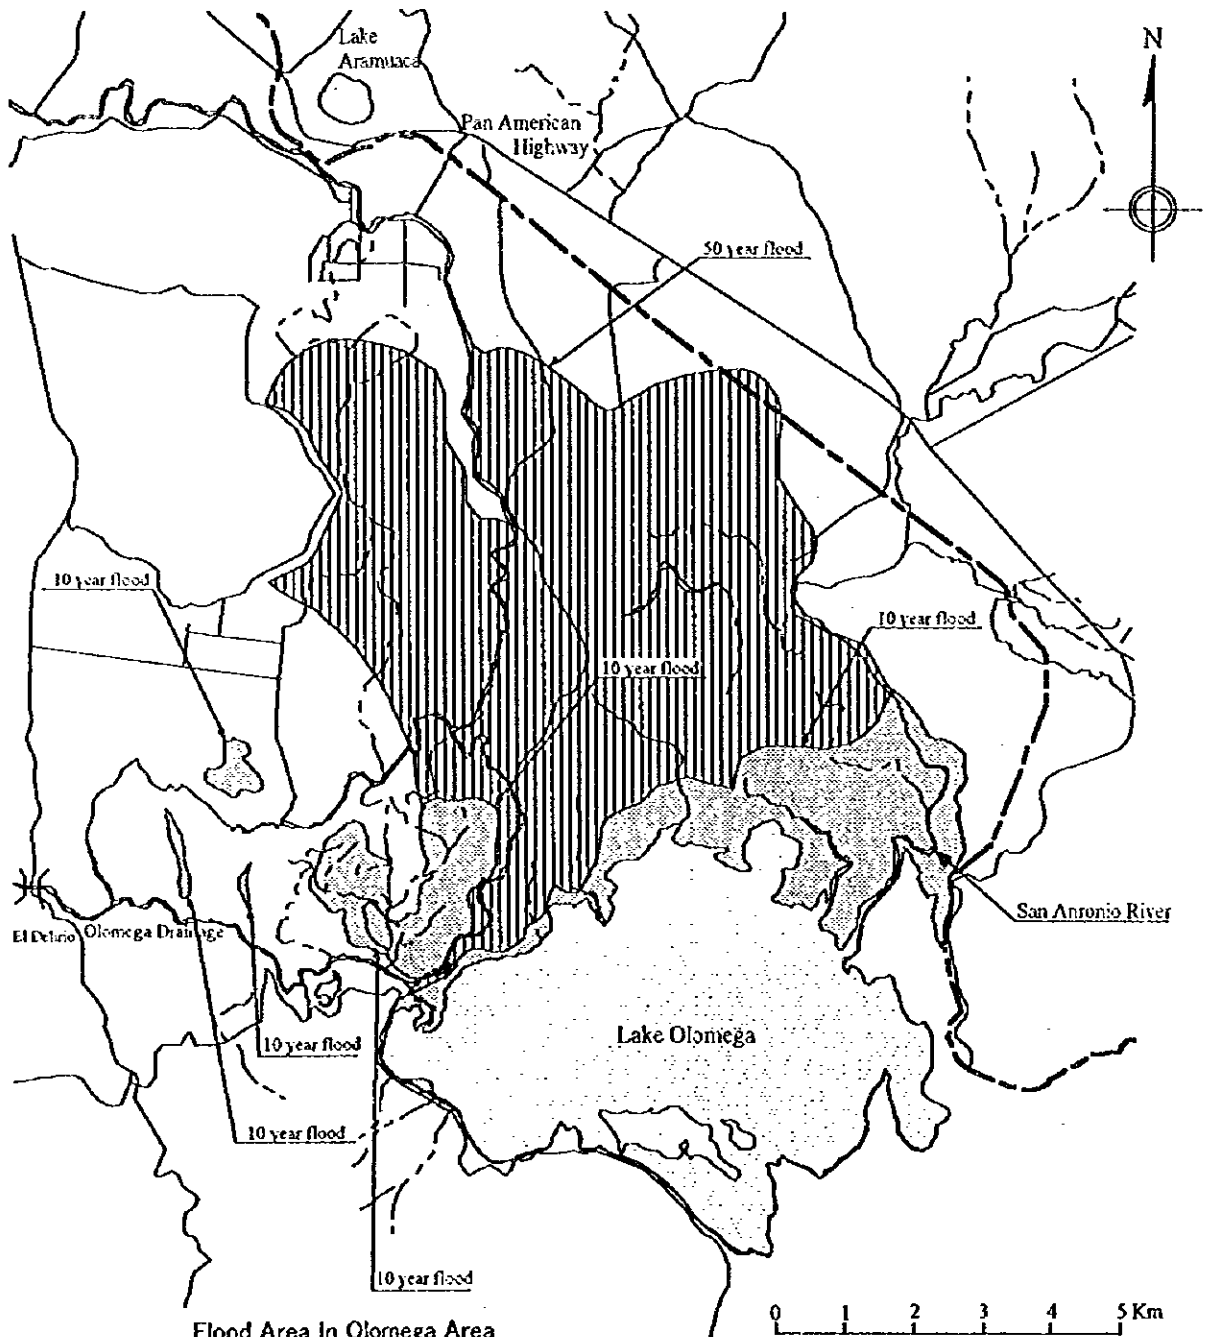 N
Lake
Aramuaca
Pan American
Highway
50 year flood
10 year flood
10 year flood
10 year flood
San Antonio River
El Delirio
Olomega Drainage
Lake Olomega
10 year flood
10 year flood
10 year flood
Flood Area In Olomega Area
0 1 2 3 4 5 Km